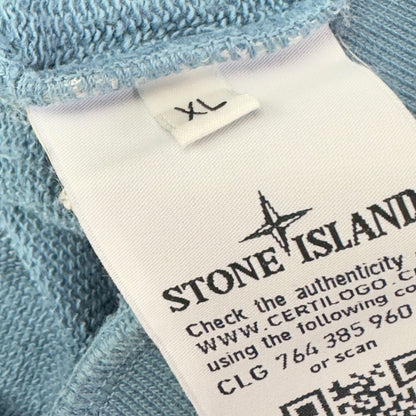 XL
STONE ISLAND
Check the authenticity
WWW.CERTILOGO.C
using the following co
CLG 764 385 960
or scan